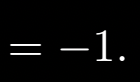 = −1.